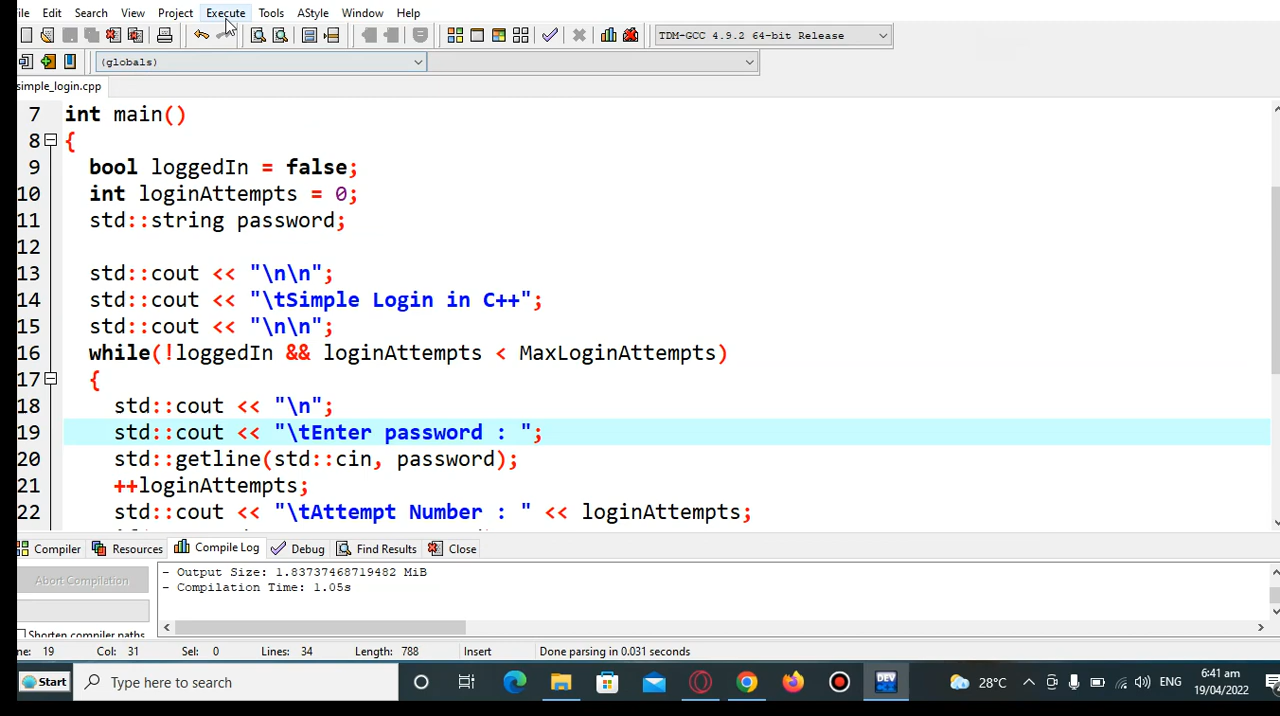 ile Edit Search View Project Execute Tools AStyle Window Help
TDM-GCC 4.9.2 64-bit Release
(globals)
simple_login.cpp
7 int main()
8 {
9 bool loggedIn = false;
10 int loginAttempts = 0;
11 std::string password;
12
13 std::cout << "\n\n";
14 std::cout << "\tSimple Login in C++";
15 std::cout << "\n\n";
16 while(!loggedIn && loginAttempts < MaxLoginAttempts)
17 {
18 std::cout << "\n";
19 std::cout << "\tEnter password : ";
20 std::getline(std::cin, password);
21 ++loginAttempts;
22 std::cout << "\tAttempt Number : " << loginAttempts;
Compiler Resources Compile Log Debug Find Results Close
Abort Compilation
Shorten compiler paths
- Output Size: 1.83737468719482 MiB
- Compilation Time: 1.05s
ne: 19 Col: 31 Sel: 0 Lines: 34 Length: 788 Insert Done parsing in 0.031 seconds
Start Type here to search DEV 28°C ENG 6:41 am
19/04/2022